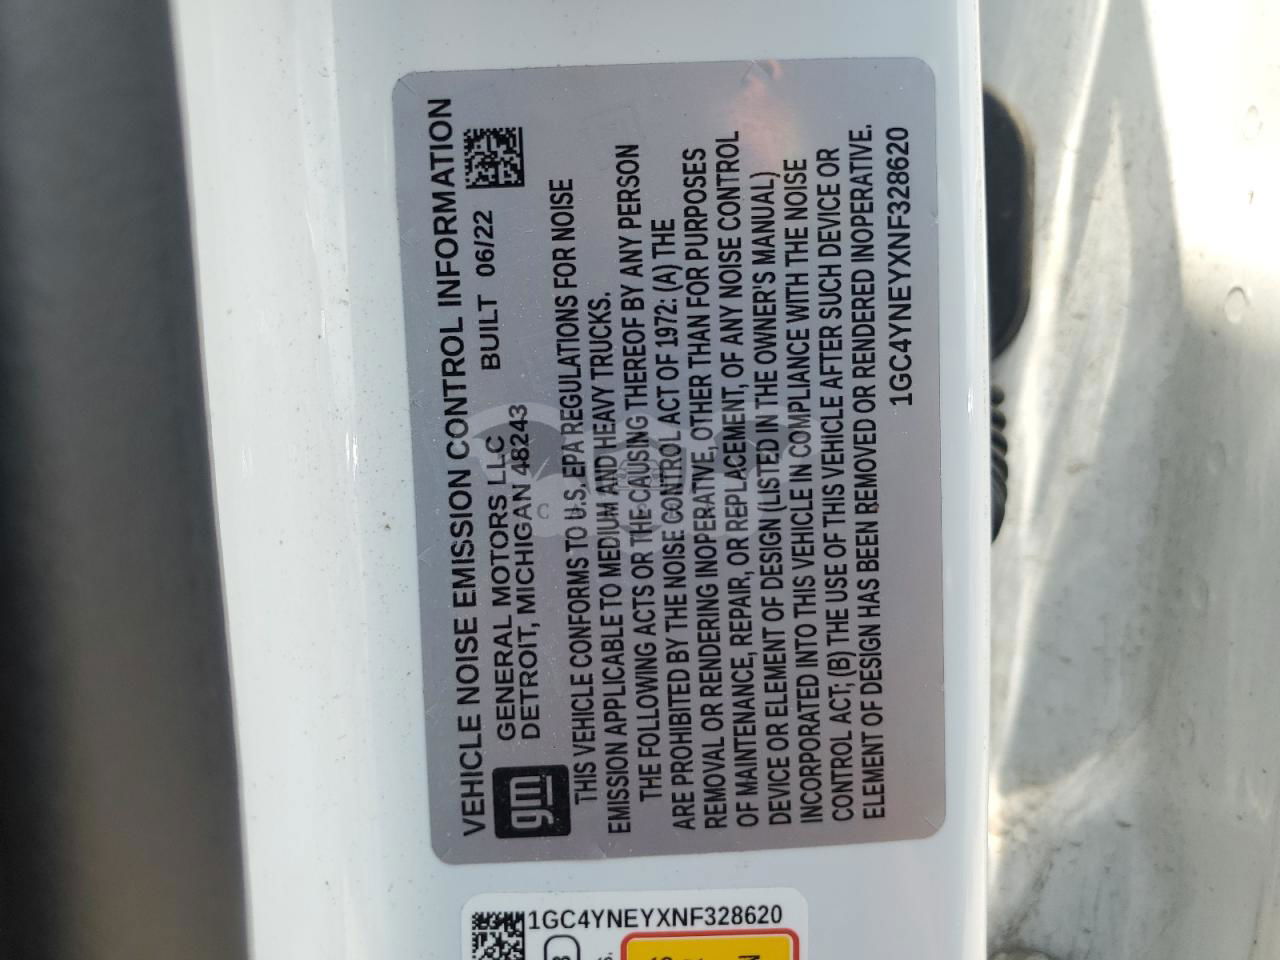 VEHICLE NOISE EMISSION CONTROL INFORMATION
gm
GENERAL MOTORS LLC
DETROIT, MICHIGAN 48243
BUILT 06/22
THIS VEHICLE CONFORMS TO U.S. EPA REGULATIONS FOR NOISE
EMISSION APPLICABLE TO MEDIUM AND HEAVY TRUCKS.
THE FOLLOWING ACTS OR THE CAUSING THEREOF BY ANY PERSON
ARE PROHIBITED BY THE NOISE CONTROL ACT OF 1972: (A) THE
REMOVAL OR RENDERING INOPERATIVE, OTHER THAN FOR PURPOSES
OF MAINTENANCE, REPAIR, OR REPLACEMENT, OF ANY NOISE CONTROL
DEVICE OR ELEMENT OF DESIGN (LISTED IN THE OWNER'S MANUAL)
INCORPORATED INTO THIS VEHICLE IN COMPLIANCE WITH THE NOISE
CONTROL ACT; (B) THE USE OF THIS VEHICLE AFTER SUCH DEVICE OR
ELEMENT OF DESIGN HAS BEEN REMOVED OR RENDERED INOPERATIVE.
1GC4YNEYXNF328620
1GC4YNEYXNF328620